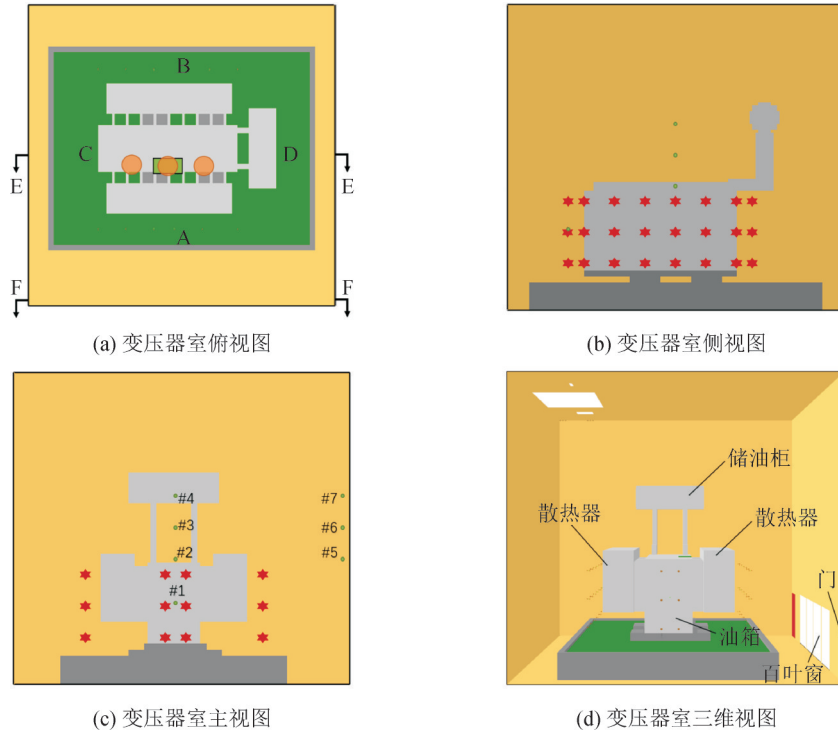 B
C
D
A
E
E
F
F
(a) 变压器室俯视图
(b) 变压器室侧视图
#4
#7
#3
#6
#2
#5
#1
(c) 变压器室主视图
储油柜
散热器
散热器
门
油箱
百叶窗
(d) 变压器室三维视图